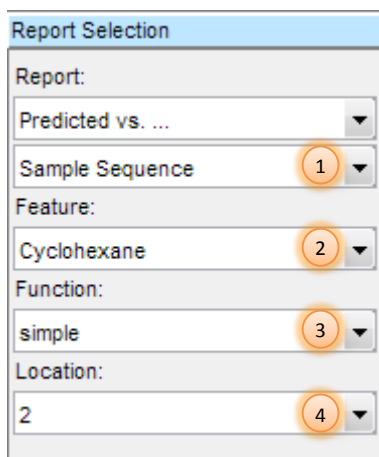 Report Selection
Report:
Predicted vs. ...
Sample Sequence 1
Feature:
Cyclohexane 2
Function:
simple 3
Location:
2 4